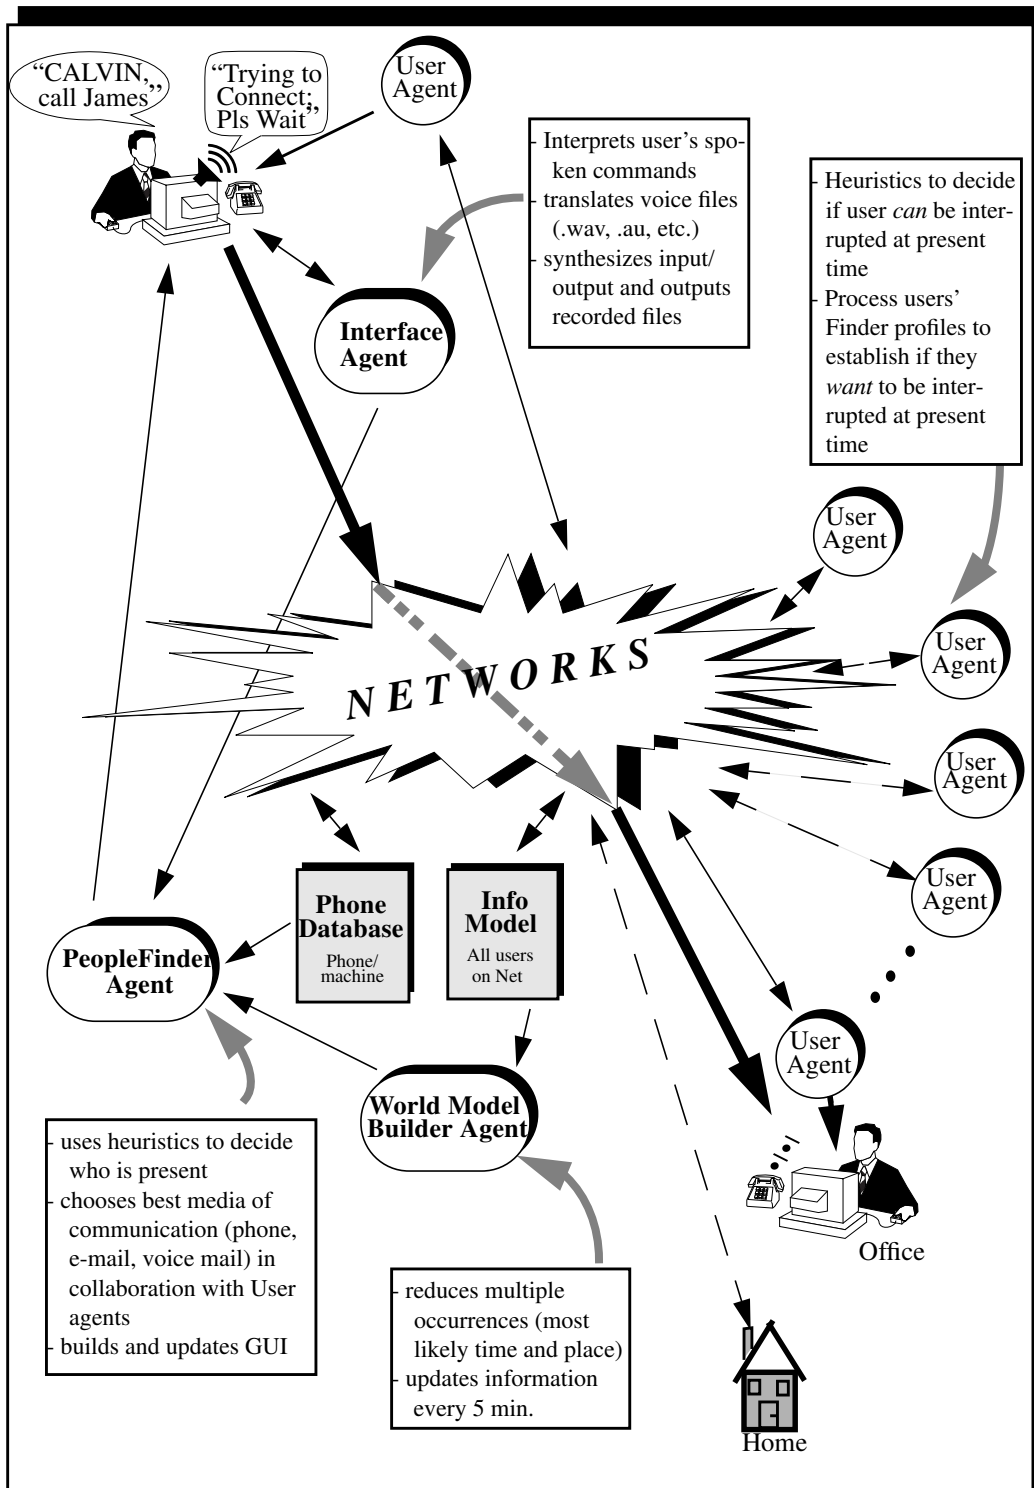 “CALVIN,
call James”
“Trying to
Connect;
Pls Wait”
User
Agent
- Interprets user’s spo-
ken commands
- translates voice files
(.wav, .au, etc.)
- synthesizes input/
output and outputs
recorded files
- Heuristics to decide
if user can be inter-
rupted at present
time
- Process users’
Finder profiles to
establish if they
want to be inter-
rupted at present
time
Interface
Agent
User
Agent
User
Agent
NETWORKS
User
Agent
User
Agent
Phone
Database
Phone/
machine
Info
Model
All users
on Net
PeopleFinder
Agent
User
Agent
World Model
Builder Agent
- uses heuristics to decide
who is present
- chooses best media of
communication (phone,
e-mail, voice mail) in
collaboration with User
agents
- builds and updates GUI
Office
- reduces multiple
occurrences (most
likely time and place)
- updates information
every 5 min.
Home